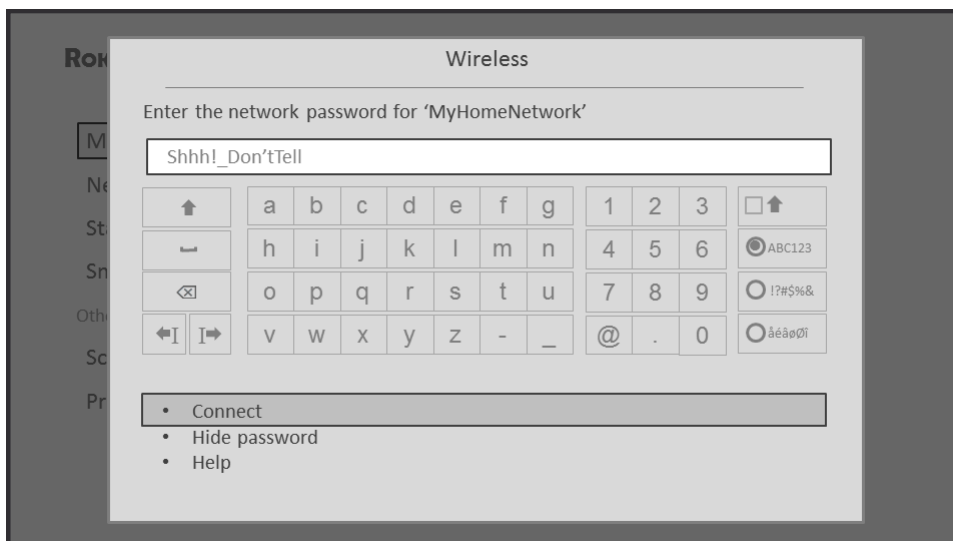 Wireless
Enter the network password for ‘MyHomeNetwork’
Shhh!_Don’tTell
a b c d e f g 1 2 3
h i j k l m n 4 5 6 ABC123
o p q r s t u 7 8 9 !?#$%&
v w x y z - _ @ . 0 åéãøØî
• Connect
• Hide password
• Help